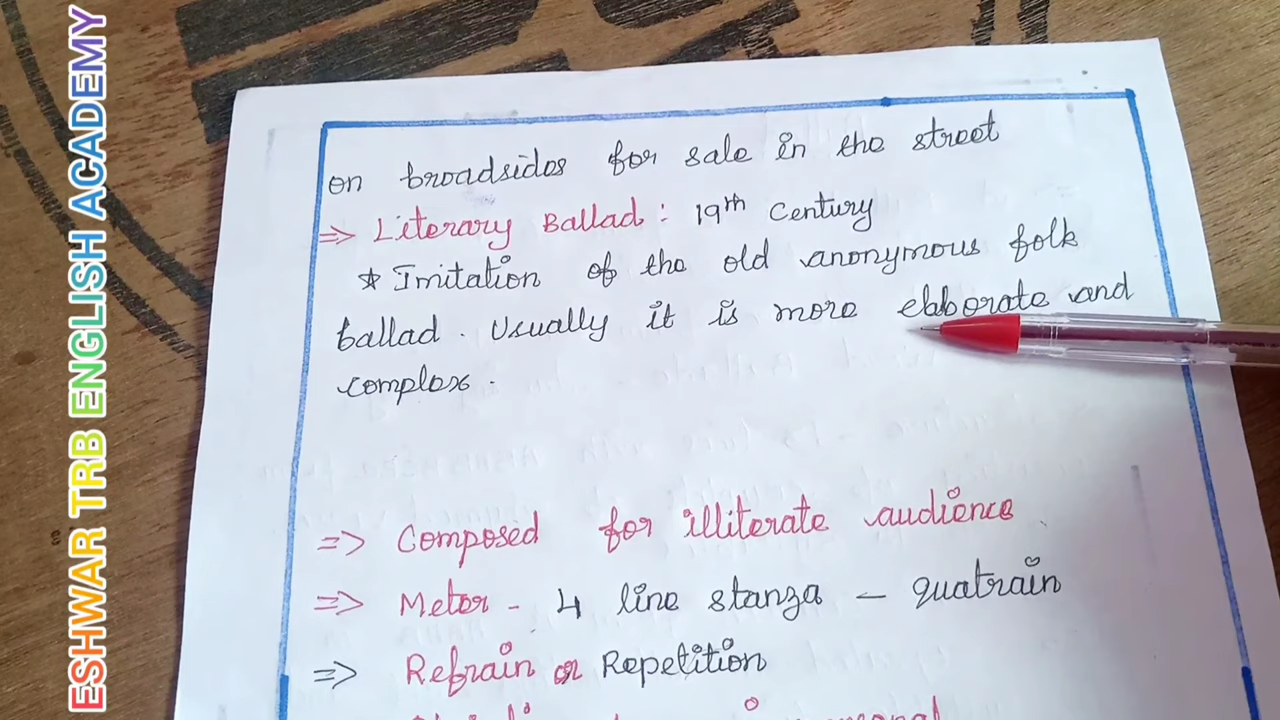 ESHWAR TRB ENGLISH ACADEMY
on broadsides for sale in the street
=> Literary Ballad : 19th Century
* Imitation of the old anonymous folk
ballad . Usually it is more elaborate and
complex .
=> Composed for illiterate audience
=> Meter - 4 line stanza - quatrain
=> Refrain or Repetition